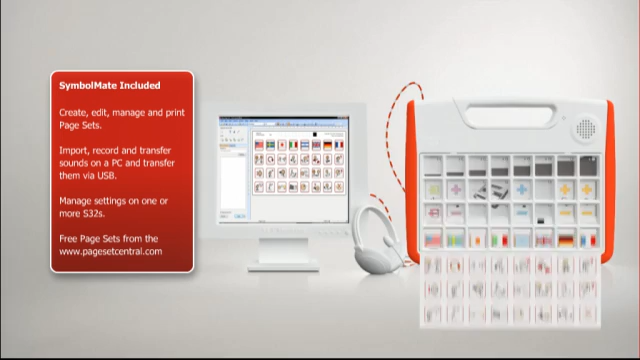 SymbolMate Included
Create, edit, manage and print
Page Sets.
Import, record and transfer
sounds on a PC and transfer
them via USB.
Manage settings on one or
more S32s.
Free Page Sets from the
www.pagesetcentral.com